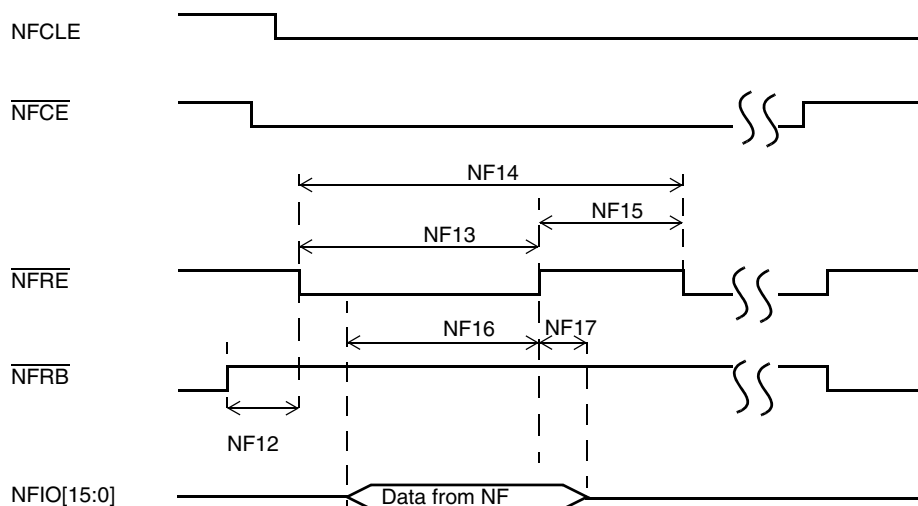 NFCLE
NFCE
NF14
NF15
NF13
NFRE
NF16
NF17
NFRB
NF12
NFIO[15:0]
Data from NF